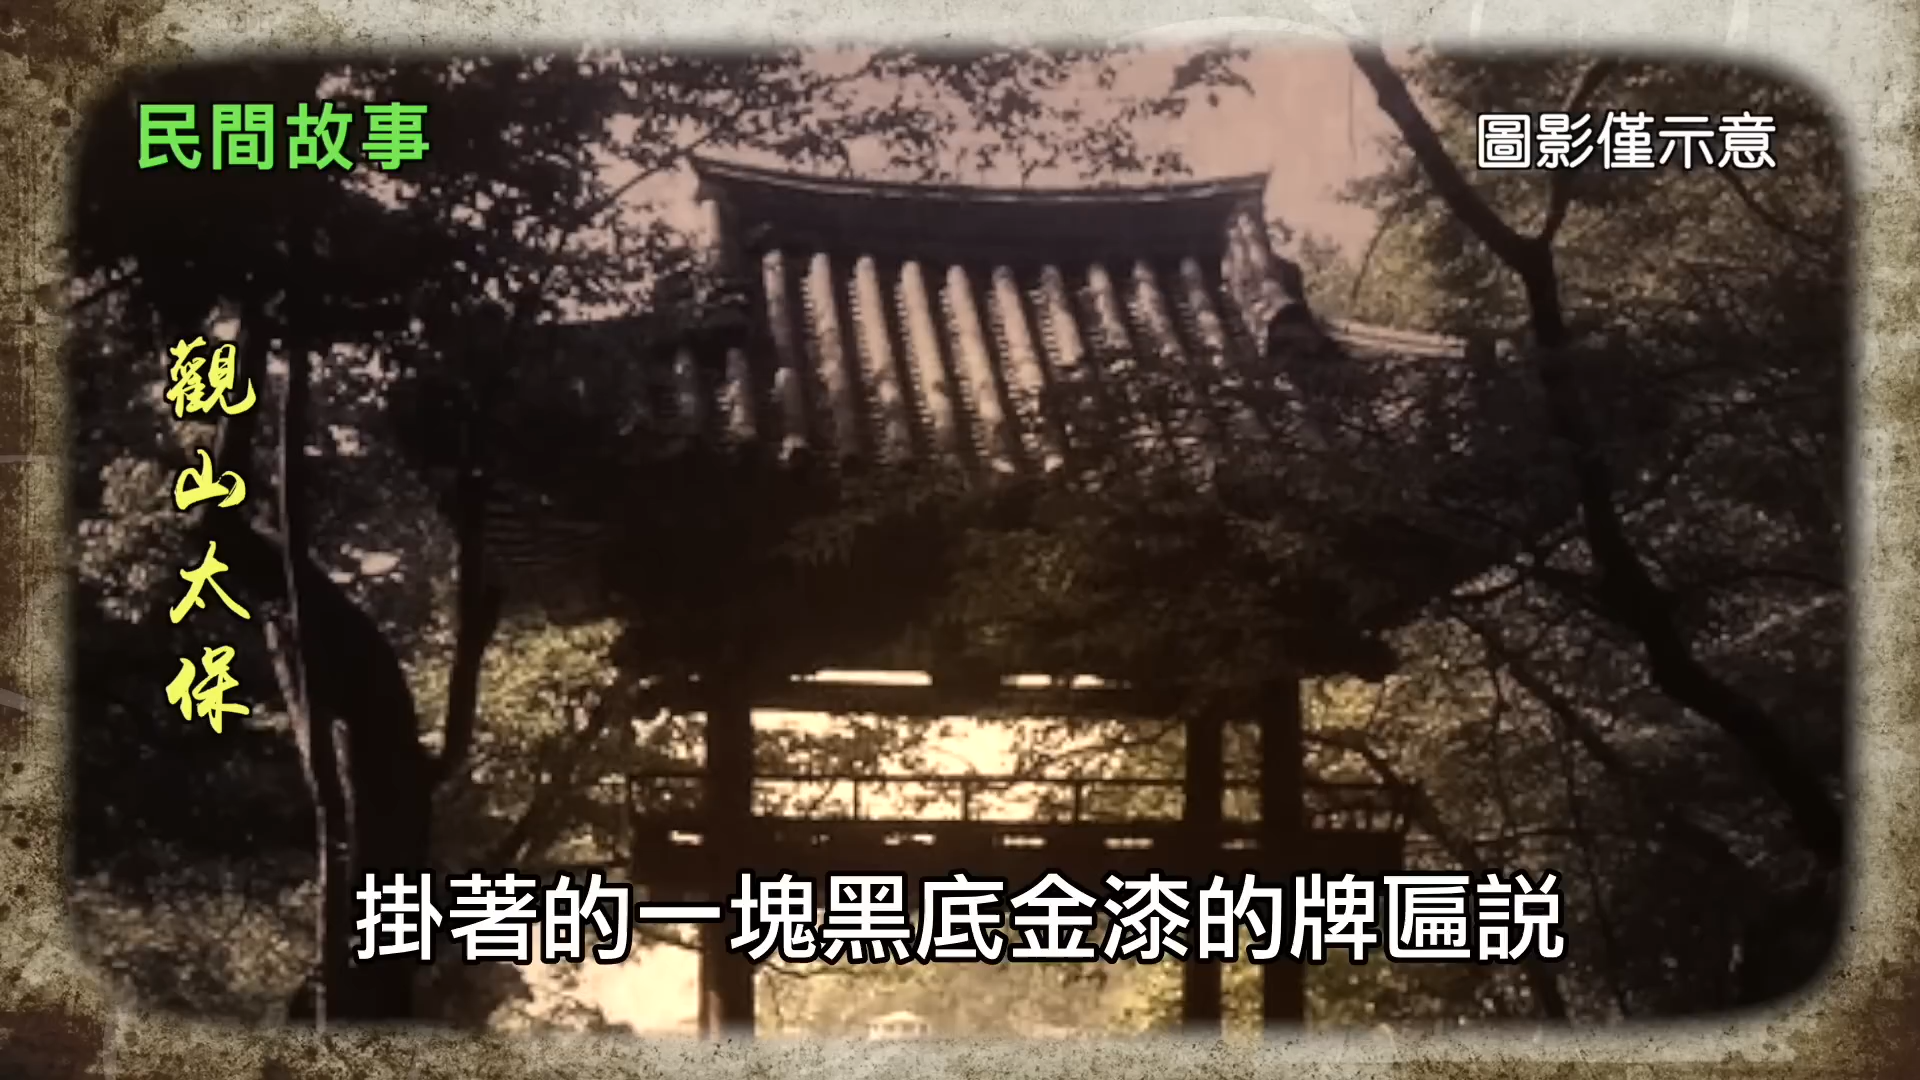 民間故事
圖影僅示意
觀山太保
掛著的一塊黑底金漆的牌匾説